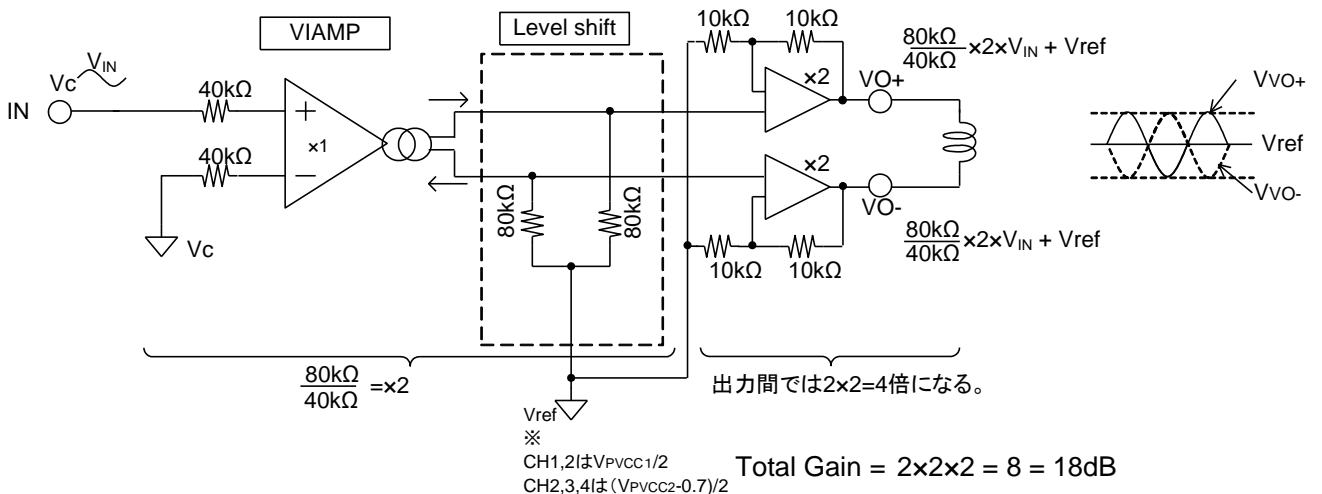 VIAMP
Level shift
10kΩ
10kΩ
80kΩ
40kΩ
×2×VIN + Vref
VIN
Vc
IN
40kΩ
+
×1
−
40kΩ
Vc
×2
VO+
×2
VO-
VVO+
Vref
VVO-
80kΩ
80kΩ
10kΩ
10kΩ
80kΩ
40kΩ
×2×VIN + Vref
80kΩ
40kΩ
=×2
出力間では2×2=4倍になる。
Vref
※
CH1,2はVPVCC1/2
CH2,3,4は(VPVCC2-0.7)/2
Total Gain = 2×2×2 = 8 = 18dB